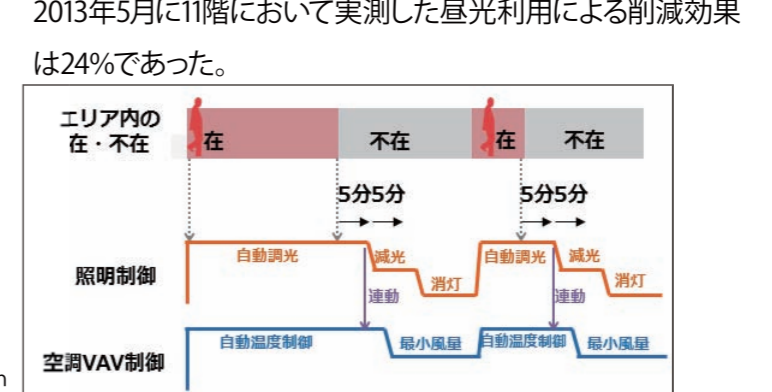 2013年5月に11階において実測した昼光利用による削減効果
は24%であった。
エリア内の
在・不在
在
不在
在
不在
5分5分
5分5分
照明制御
自動調光
減光
消灯
自動調光
減光
消灯
連動
連動
空調VAV制御
自動温度制御
最小風量
自動温度制御
最小風量
n